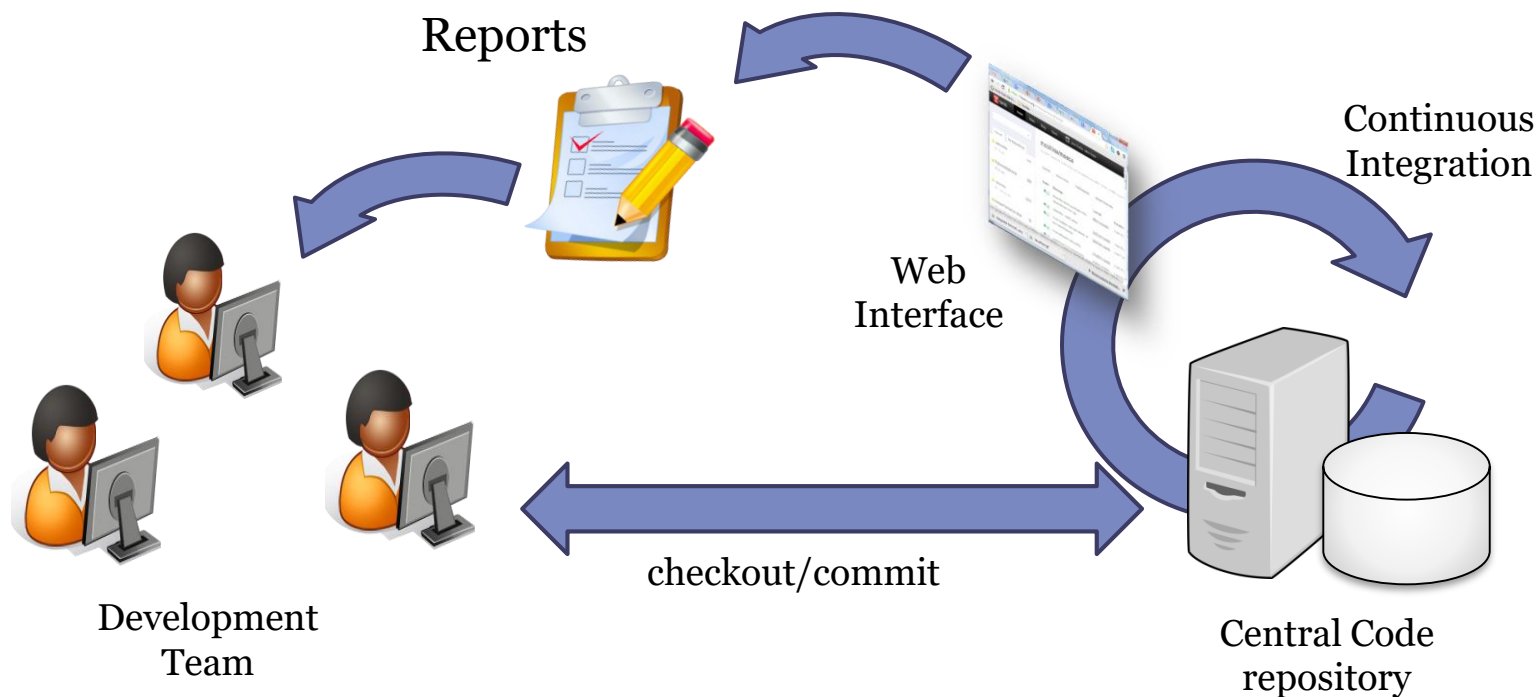 Reports
Continuous
Integration
Web
Interface
checkout/commit
Development
Team
Central Code
repository